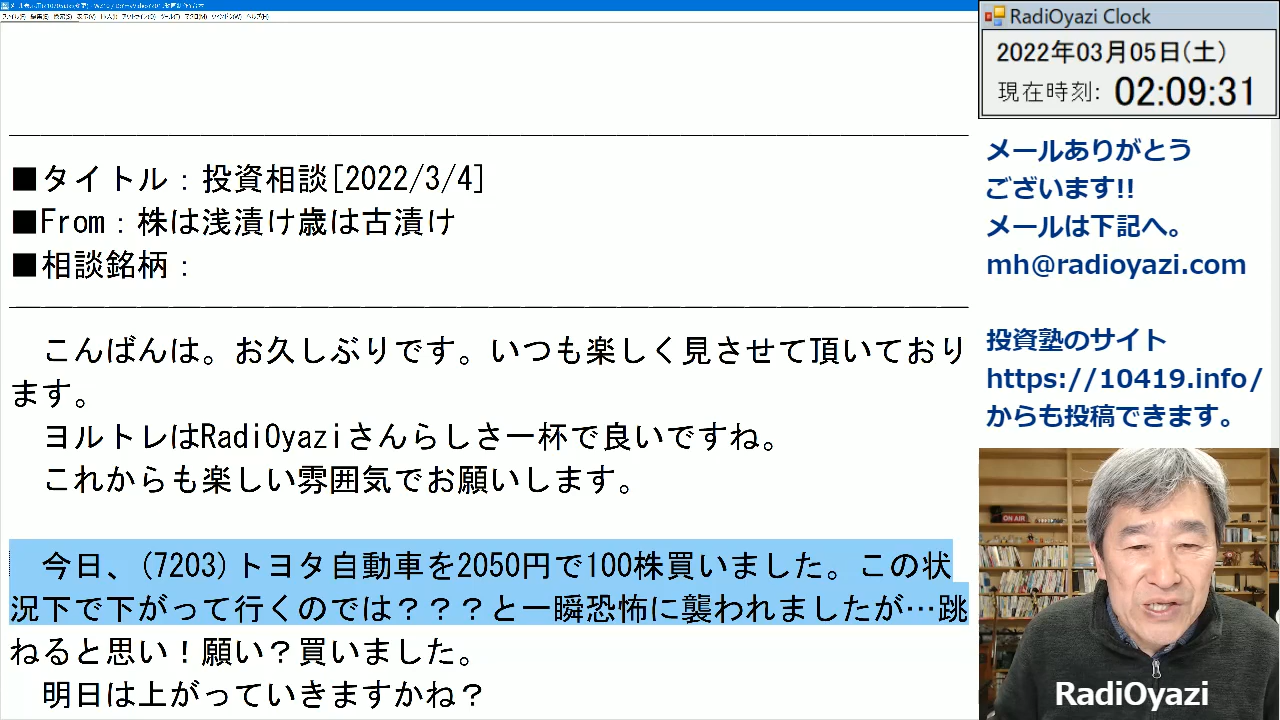 ■タイトル：投資相談[2022/3/4]
■From：株は浅漬け歳は古漬け
■相談銘柄：
こんばんは。お久しぶりです。いつも楽しく見させて頂いており
ます。
ヨルトレはRadiOyaziさんらしさ一杯で良いですね。
これからも楽しい雰囲気でお願いします。
今日、(7203)トヨタ自動車を2050円で100株買いました。この状
況下で下がって行くのでは？？？と一瞬恐怖に襲われましたが…跳
ねると思い！願い？買いました。
明日は上がっていきますかね？
RadiOyazi Clock
2022年03月05日(土)
現在時刻: 02:09:31
メールありがとう
ございます!!
メールは下記へ。
mh@radioyazi.com
投資塾のサイト
https://10419.info/
からも投稿できます。
ON AIR
RadiOyazi